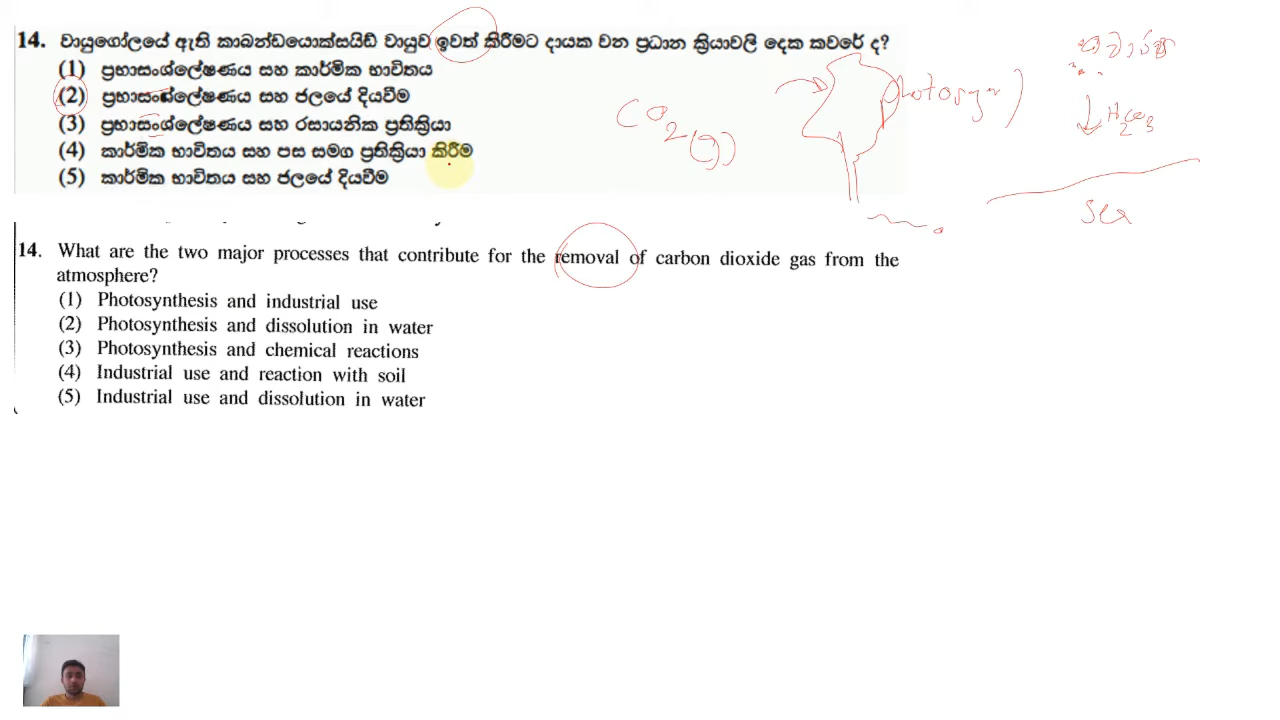 14. වායුගෝලයේ ඇති කාබන්ඩයොක්සයිඩ් වායුව ඉවත් කිරීමට දායක වන ප්‍රධාන ක්‍රියාවලි දෙක කවරේ ද?
(1) ප්‍රභාසංශ්ලේෂණය සහ කාර්මික භාවිතය
(2) ප්‍රභාසංශ්ලේෂණය සහ ජලයේ දියවීම
(3) ප්‍රභාසංශ්ලේෂණය සහ රසායනික ප්‍රතික්‍රියා
(4) කාර්මික භාවිතය සහ පස සමග ප්‍රතික්‍රියා කිරීම
(5) කාර්මික භාවිතය සහ ජලයේ දියවීම
CO2(g)
H2CO3
Sea
14. What are the two major processes that contribute for the removal of carbon dioxide gas from the
atmosphere?
(1) Photosynthesis and industrial use
(2) Photosynthesis and dissolution in water
(3) Photosynthesis and chemical reactions
(4) Industrial use and reaction with soil
(5) Industrial use and dissolution in water